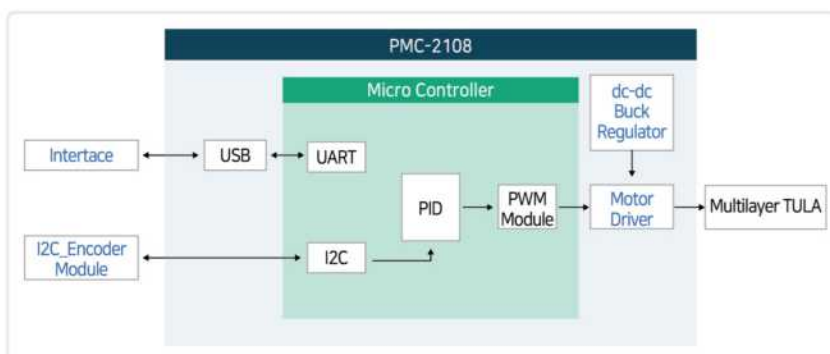 PMC-2108
Micro Controller
dc-dc
Buck
Regulator
Intertace
USB
UART
PID
PWM
Module
Motor
Driver
Multilayer TULA
I2C_Encoder
Module
I2C